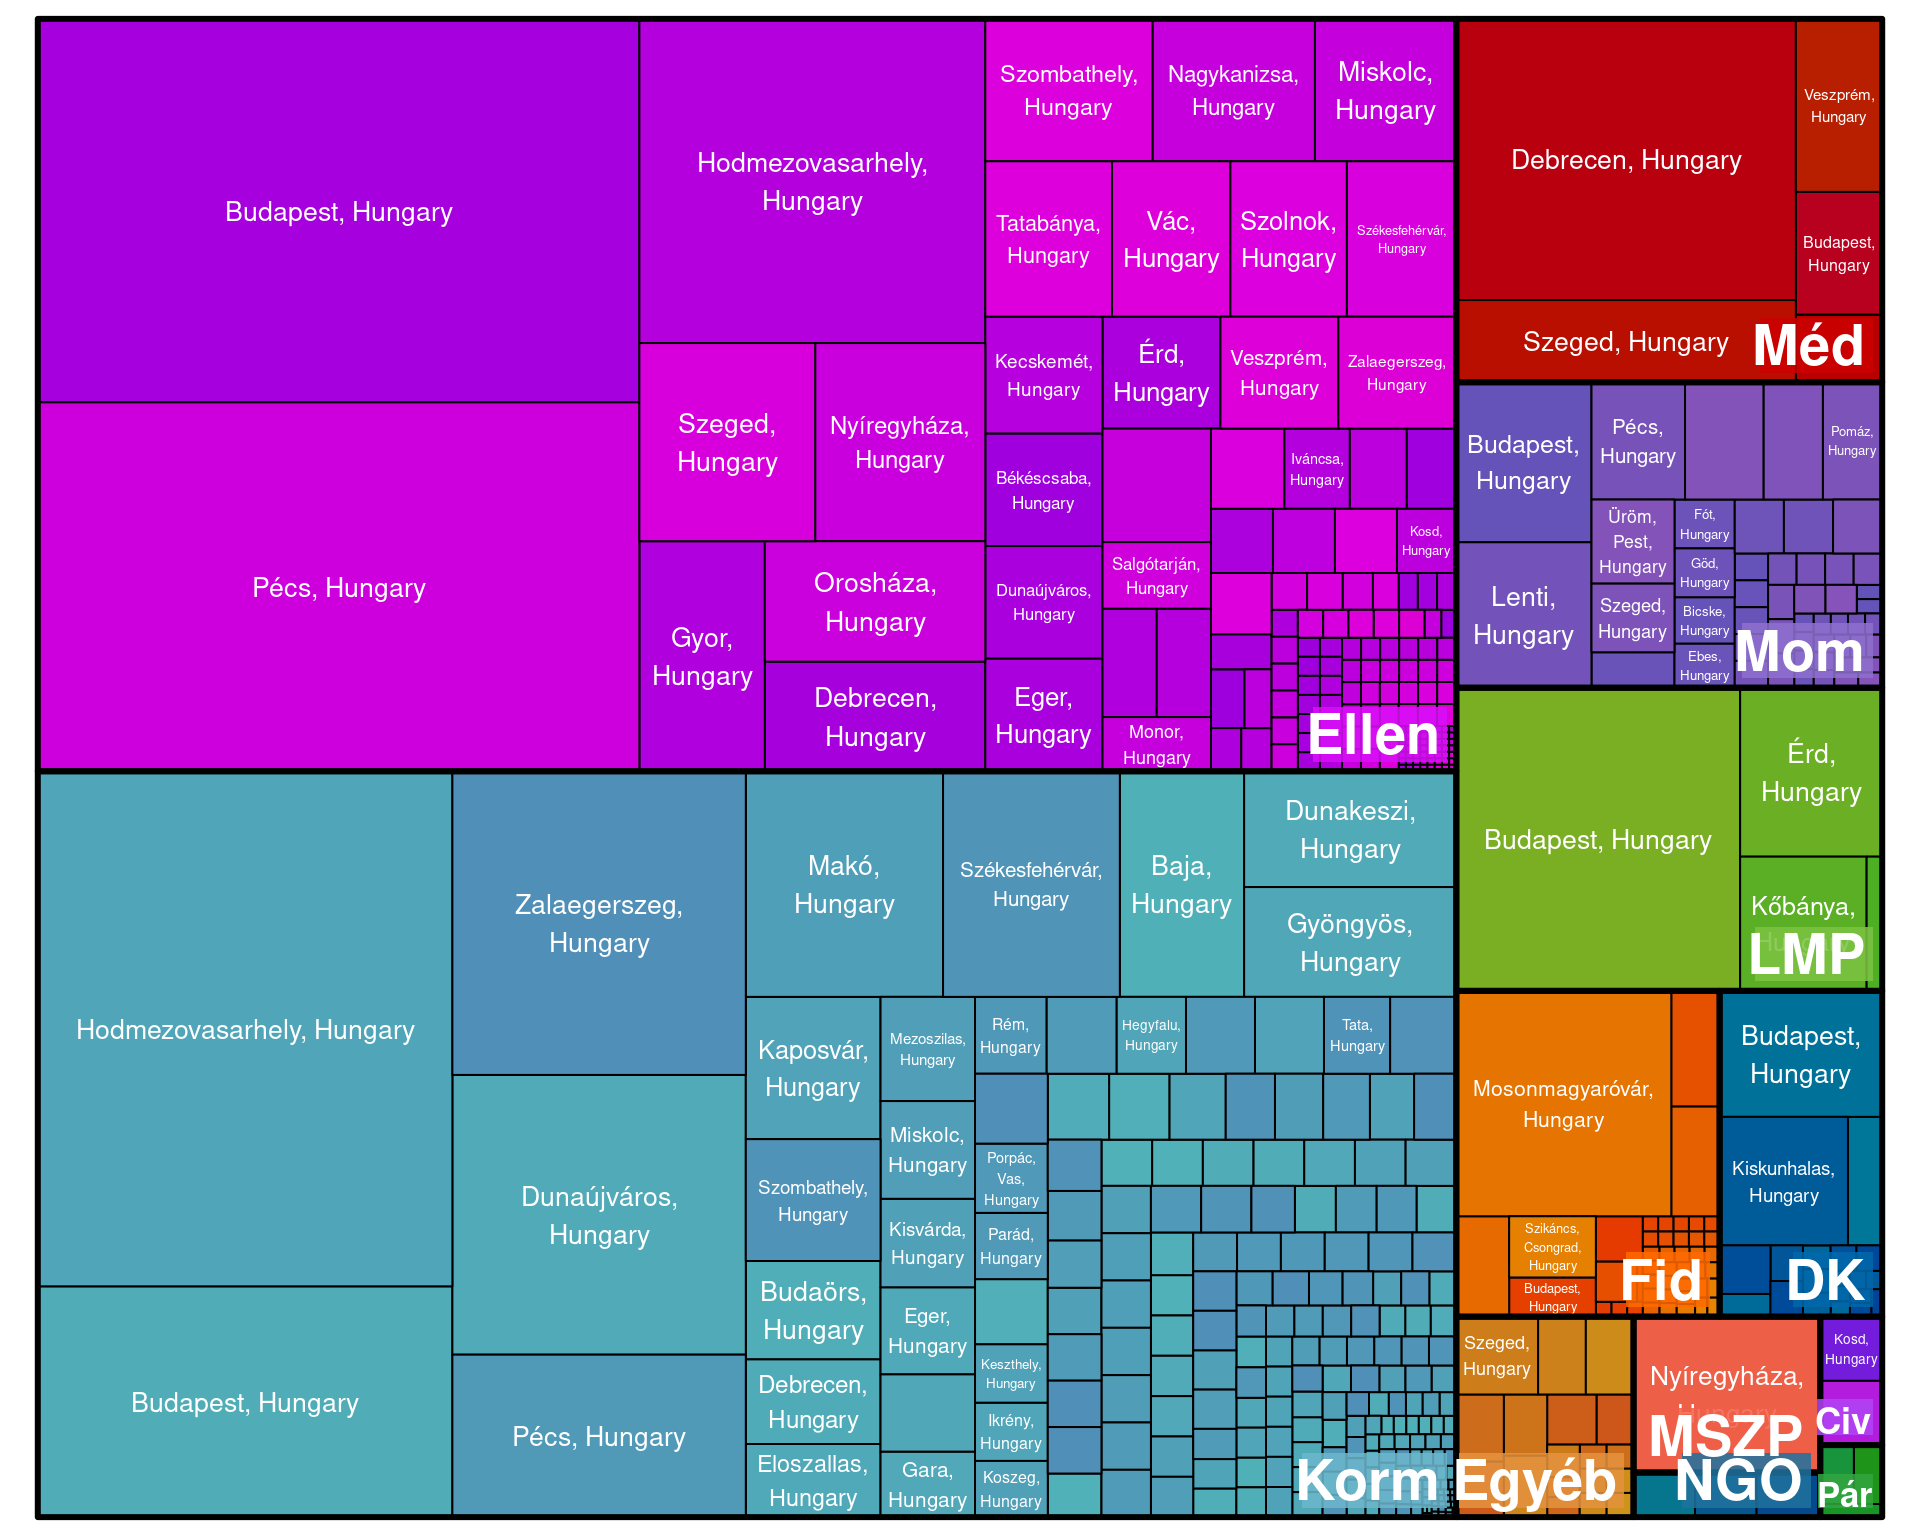 Budapest, Hungary
Pécs, Hungary
Hodmezovasarhely,
Hungary
Szeged,
Hungary
Nyíregyháza,
Hungary
Gyor,
Hungary
Orosháza,
Hungary
Debrecen,
Hungary
Szombathely,
Hungary
Nagykanizsa,
Hungary
Miskolc,
Hungary
Tatabánya,
Hungary
Vác,
Hungary
Szolnok,
Hungary
Székesfehérvár,
Hungary
Kecskemét,
Hungary
Érd,
Hungary
Veszprém,
Hungary
Zalaegerszeg,
Hungary
Békéscsaba,
Hungary
Iváncsa,
Hungary
Kosd,
Hungary
Dunaújváros,
Hungary
Salgótarján,
Hungary
Eger,
Hungary
Monor,
Hungary
Ellen
Debrecen, Hungary
Veszprém,
Hungary
Budapest,
Hungary
Szeged, Hungary
Méd
Budapest,
Hungary
Pécs,
Hungary
Pomáz,
Hungary
Lenti,
Hungary
Üröm,
Pest,
Hungary
Fót,
Hungary
Göd,
Hungary
Szeged,
Hungary
Bicske,
Hungary
Ebes,
Hungary
Mom
Budapest, Hungary
Érd,
Hungary
Kőbánya,
Hungary
LMP
Hodmezovasarhely, Hungary
Budapest, Hungary
Zalaegerszeg,
Hungary
Dunaújváros,
Hungary
Pécs, Hungary
Makó,
Hungary
Székesfehérvár,
Hungary
Baja,
Hungary
Dunakeszi,
Hungary
Gyöngyös,
Hungary
Kaposvár,
Hungary
Szombathely,
Hungary
Budaörs,
Hungary
Debrecen,
Hungary
Eloszallas,
Hungary
Mezoszilas,
Hungary
Miskolc,
Hungary
Kisvárda,
Hungary
Eger,
Hungary
Gara,
Hungary
Rém,
Hungary
Hegyfalu,
Hungary
Tata,
Hungary
Porpác,
Vas,
Hungary
Parád,
Hungary
Keszthely,
Hungary
Ikrény,
Hungary
Koszeg,
Hungary
Korm
Mosonmagyaróvár,
Hungary
Szikáncs,
Csongrad,
Hungary
Budapest,
Hungary
Fid
Budapest,
Hungary
Kiskunhalas,
Hungary
DK
Szeged,
Hungary
Egyéb
Nyíregyháza,
Hungary
MSZP
NGO
Kosd,
Hungary
Civ
Pár